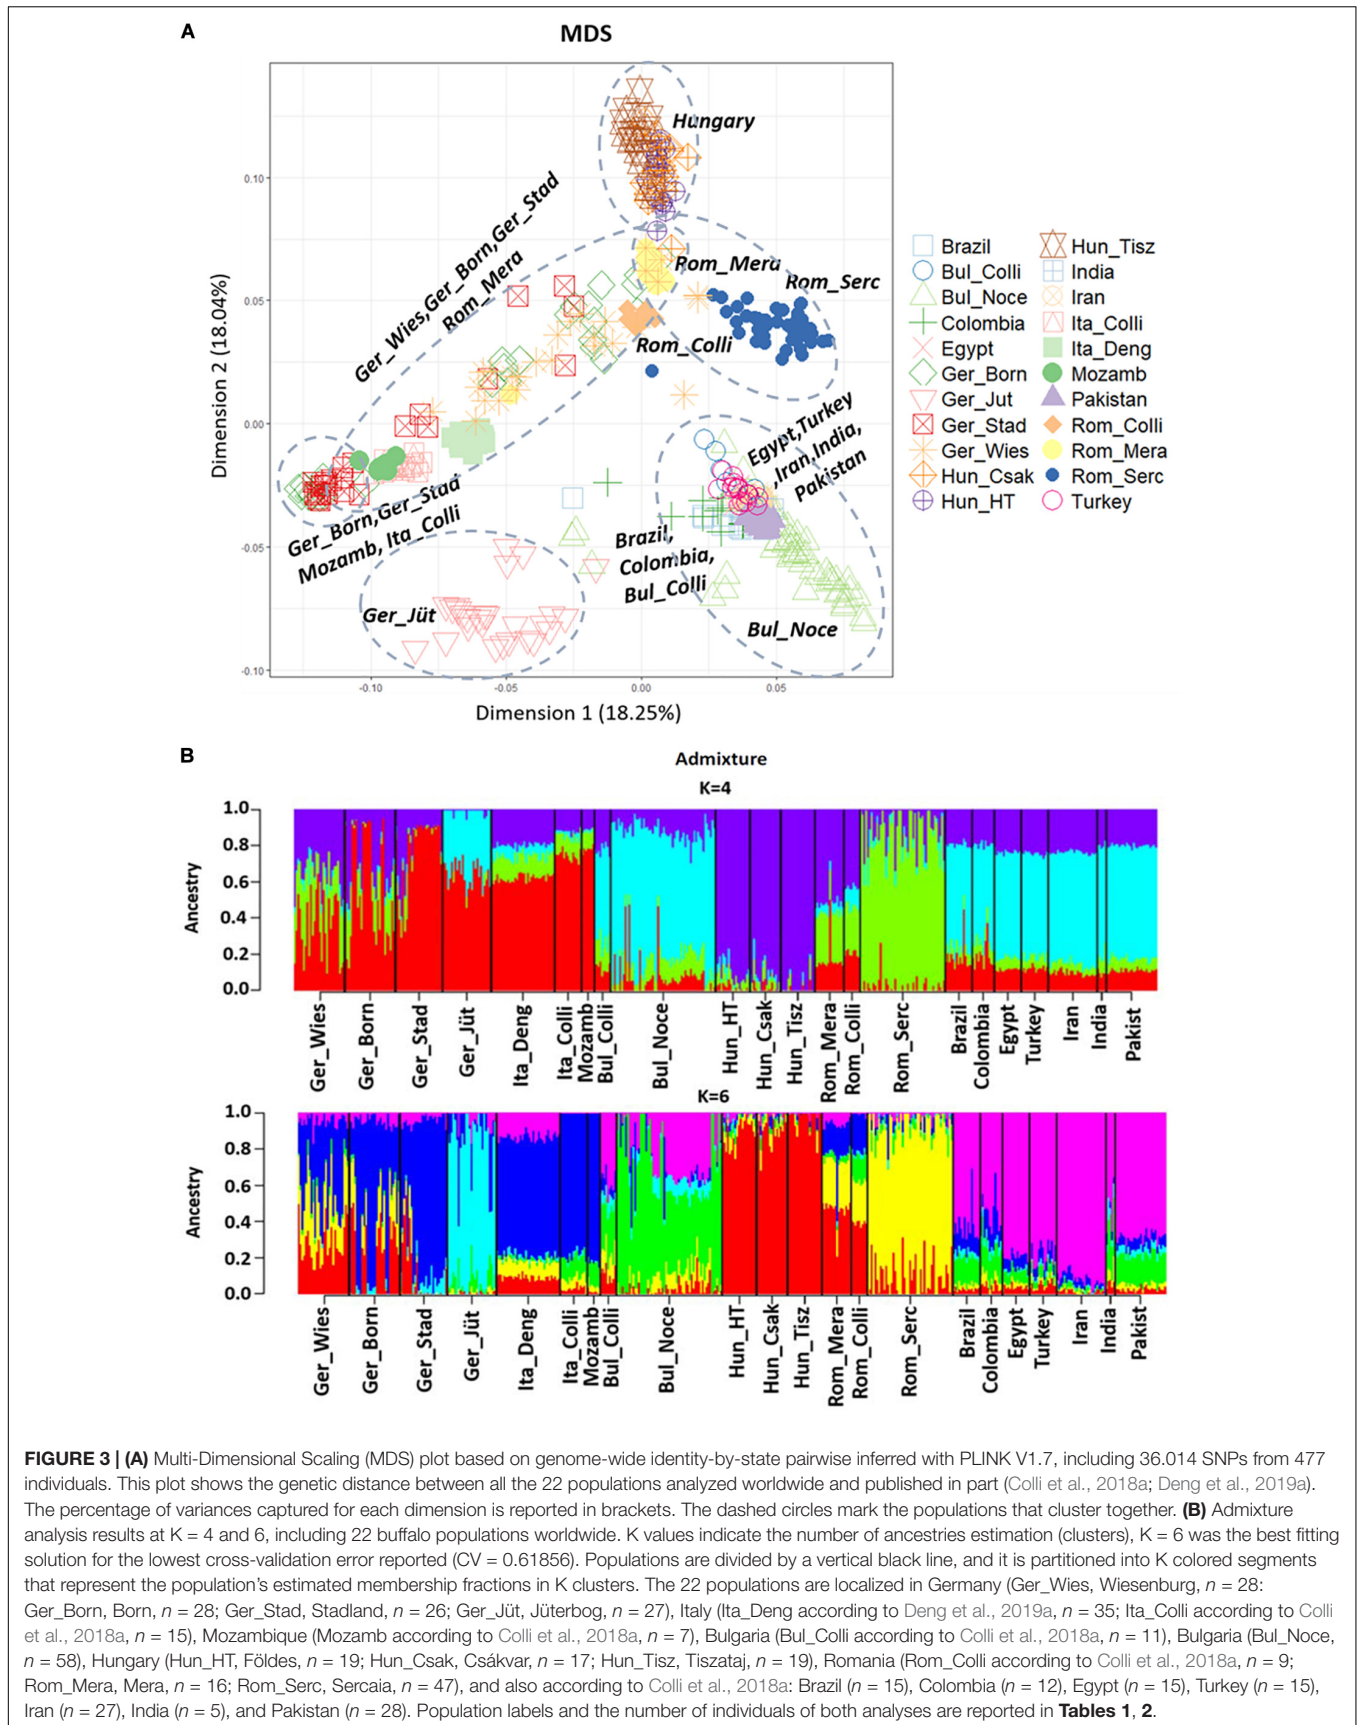 A
MDS
Hungary
Ger_Wies,Ger_Born,Ger_Stad
Rom_Mera
Rom_Mera
Rom_Serc
Rom_Colli
Egypt,Turkey
,Iran,India,
Pakistan
Ger_Born,Ger_Stad
Mozamb, Ita_Colli
Brazil,
Colombia,
Bul_Colli
Ger_Jüt
Bul_Noce
0.10
0.05
0.00
-0.05
-0.10
Dimension 2 (18.04%)
-0.10 -0.05 0.00 0.05
Dimension 1 (18.25%)
Brazil Hun_Tisz
Bul_Colli India
Bul_Noce Iran
Colombia Ita_Colli
Egypt Ita_Deng
Ger_Born Mozamb
Ger_Jut Pakistan
Ger_Stad Rom_Colli
Ger_Wies Rom_Mera
Hun_Csak Rom_Serc
Hun_HT Turkey
B
Admixture
K=4
1.0
0.8
0.6
0.4
0.2
0.0
Ancestry
Ger_Wies Ger_Born Ger_Stad Ger_Jüt Ita_Deng Ita_Colli Mozamb Bul_Colli Bul_Noce Hun_HT Hun_Csak Hun_Tisz Rom_Mera Rom_Colli Rom_Serc Brazil Colombia Egypt Turkey Iran India Pakist
K=6
1.0
0.8
0.6
0.4
0.2
0.0
Ancestry
Ger_Wies Ger_Born Ger_Stad Ger_Jüt Ita_Deng Ita_Colli Mozamb Bul_Colli Bul_Noce Hun_HT Hun_Csak Hun_Tisz Rom_Mera Rom_Colli Rom_Serc Brazil Colombia Egypt Turkey Iran India Pakist
FIGURE 3 | (A) Multi-Dimensional Scaling (MDS) plot based on genome-wide identity-by-state pairwise inferred with PLINK V1.7, including 36.014 SNPs from 477
individuals. This plot shows the genetic distance between all the 22 populations analyzed worldwide and published in part (Colli et al., 2018a; Deng et al., 2019a).
The percentage of variances captured for each dimension is reported in brackets. The dashed circles mark the populations that cluster together. (B) Admixture
analysis results at K = 4 and 6, including 22 buffalo populations worldwide. K values indicate the number of ancestries estimation (clusters), K = 6 was the best fitting
solution for the lowest cross-validation error reported (CV = 0.61856). Populations are divided by a vertical black line, and it is partitioned into K colored segments
that represent the population's estimated membership fractions in K clusters. The 22 populations are localized in Germany (Ger_Wies, Wiesenburg, n = 28:
Ger_Born, Born, n = 28; Ger_Stad, Stadland, n = 26; Ger_Jüt, Jüterbog, n = 27), Italy (Ita_Deng according to Deng et al., 2019a, n = 35; Ita_Colli according to Colli
et al., 2018a, n = 15), Mozambique (Mozamb according to Colli et al., 2018a, n = 7), Bulgaria (Bul_Colli according to Colli et al., 2018a, n = 11), Bulgaria (Bul_Noce,
n = 58), Hungary (Hun_HT, Földes, n = 19; Hun_Csak, Csákvar, n = 17; Hun_Tisz, Tiszataj, n = 19), Romania (Rom_Colli according to Colli et al., 2018a, n = 9;
Rom_Mera, Mera, n = 16; Rom_Serc, Sercaia, n = 47), and also according to Colli et al., 2018a: Brazil (n = 15), Colombia (n = 12), Egypt (n = 15), Turkey (n = 15),
Iran (n = 27), India (n = 5), and Pakistan (n = 28). Population labels and the number of individuals of both analyses are reported in Tables 1, 2.